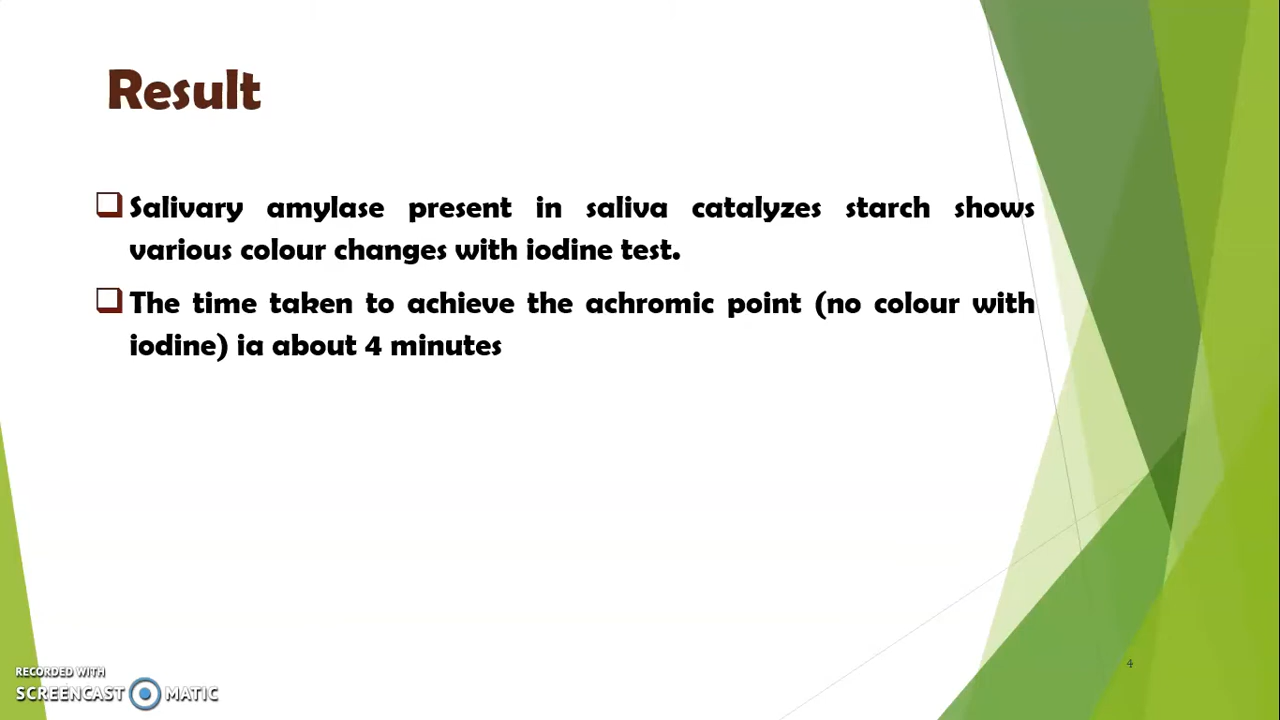 Result
Salivary amylase present in saliva catalyzes starch shows
various colour changes with iodine test.
The time taken to achieve the achromic point (no colour with
iodine) ia about 4 minutes
4
RECORDED WITH
SCREENCAST MATIC